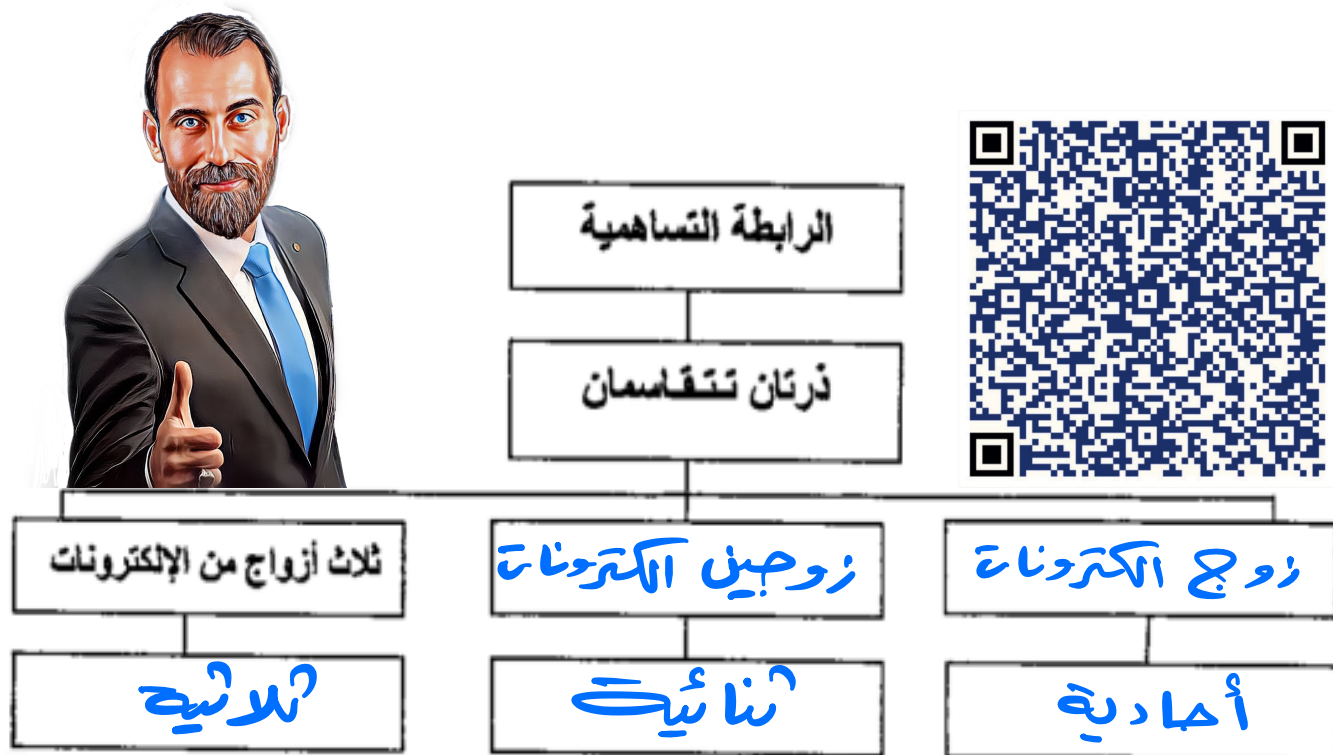 الرابطة التساهمية
ذرتان تتقاسمان
زوج الكترونات
زوجين الكترونات
ثلاث أزواج من الإلكترونات
أحادية
ثنائية
ثلاثية